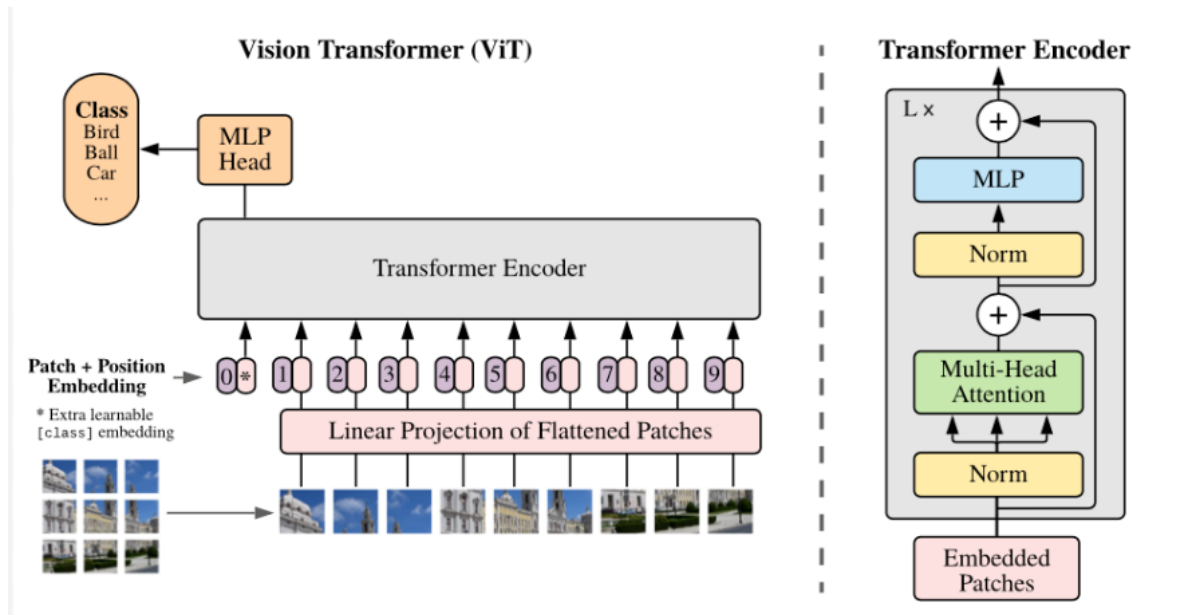 Vision Transformer (ViT)
Class
Bird
Ball
Car
...
MLP
Head
Transformer Encoder
Patch + Position
Embedding
0 * 1 2 3 4 5 6 7 8 9
* Extra learnable
[class] embedding
Linear Projection of Flattened Patches
Transformer Encoder
L x
+
MLP
Norm
+
Multi-Head
Attention
Norm
Embedded
Patches